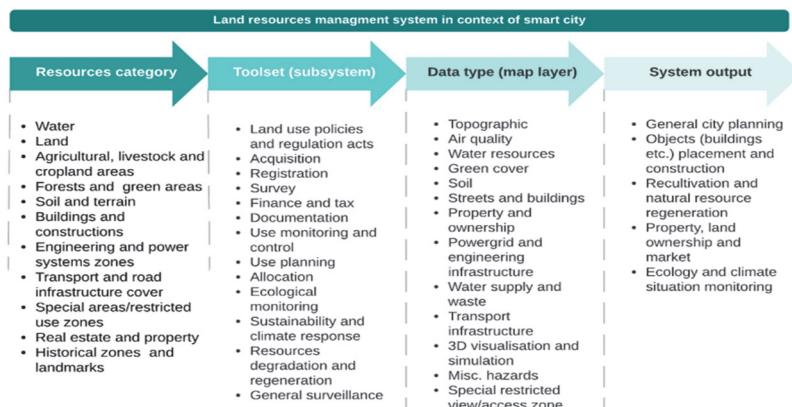 Land resources managment system in context of smart city
Resources category
• Water
• Land
• Agricultural, livestock and
cropland areas
• Forests and green areas
• Soil and terrain
• Buildings and
constructions
• Engineering and power
systems zones
• Transport and road
infrastructure cover
• Special areas/restricted
use zones
• Real estate and property
• Historical zones and
landmarks
Toolset (subsystem)
• Land use policies
and regulation acts
• Acquisition
• Registration
• Survey
• Finance and tax
• Documentation
• Use monitoring and
control
• Use planning
• Allocation
• Ecological
monitoring
• Sustainability and
climate response
• Resources
degradation and
regeneration
• General surveillance
Data type (map layer)
• Topographic
• Air quality
• Water resources
• Green cover
• Soil
• Streets and buildings
• Property and
ownership
• Powergrid and
engineering
infrastructure
• Water supply and
waste
• Transport
infrastructure
• 3D visualisation and
simulation
• Misc. hazards
• Special restricted
view/access zone
System output
• General city planning
• Objects (buildings
etc.) placement and
construction
• Recultivation and
natural resource
regeneration
• Property, land
ownership and
market
• Ecology and climate
situation monitoring